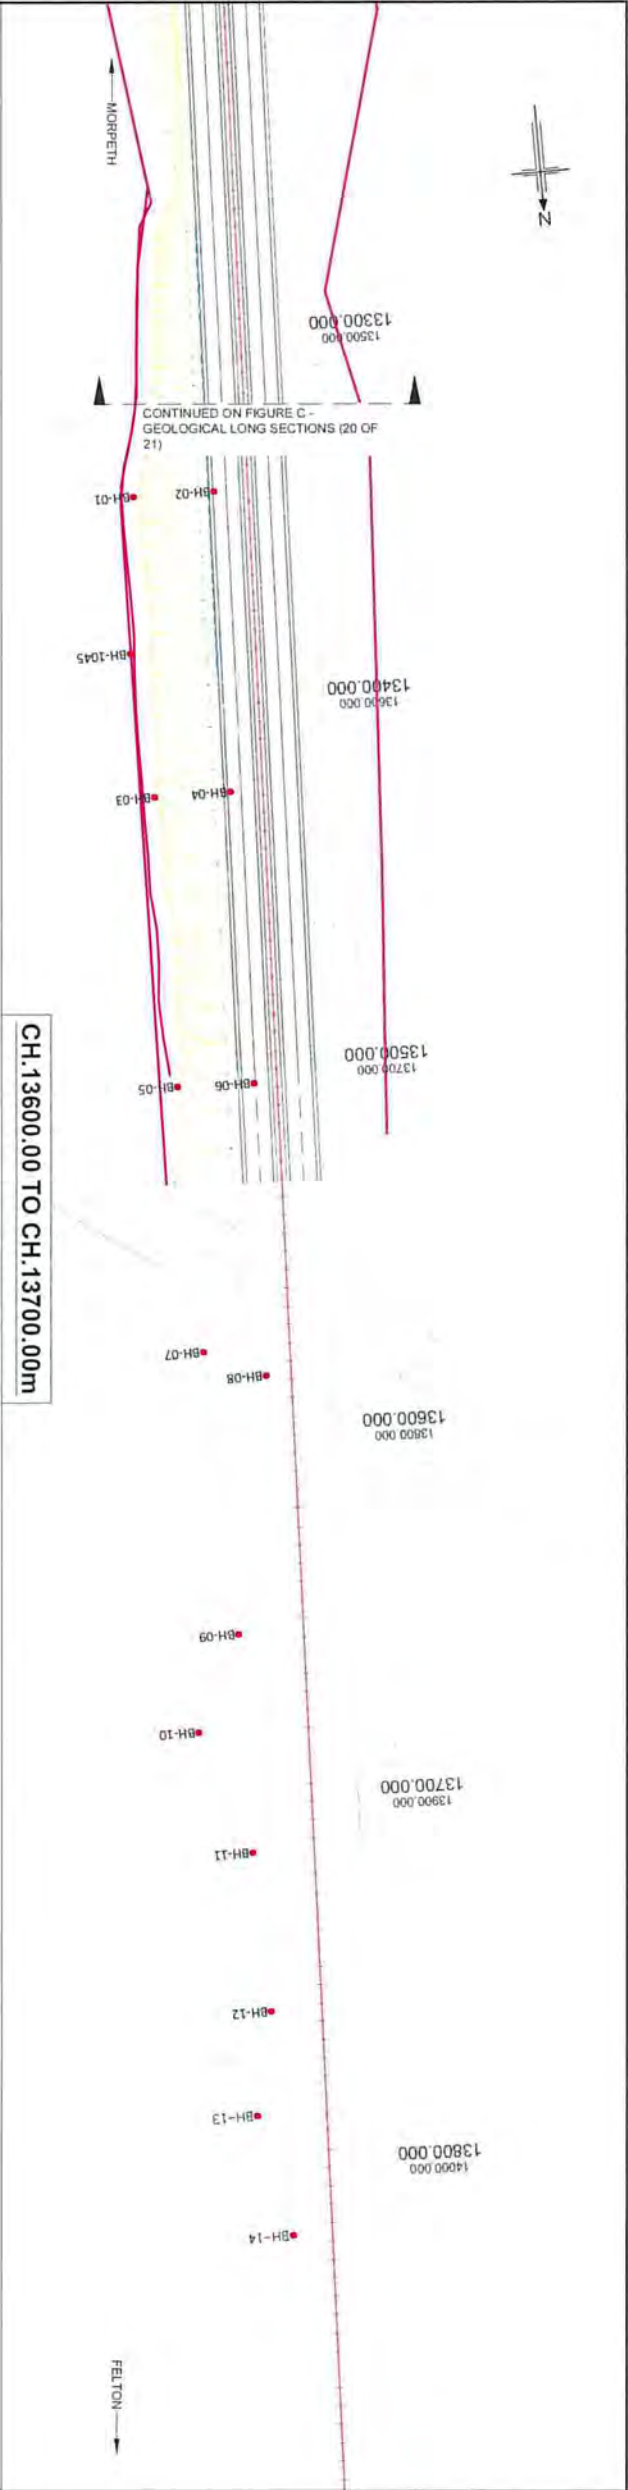 MORPETH
N
13300.000
13500.000
CONTINUED ON FIGURE C -
GEOLOGICAL LONG SECTIONS (20 OF
21)
BH-01
BH-02
BH-1045
13400.000
13600.000
BH-03
BH-04
13500.000
13700.000
BH-05
BH-06
CH.13600.00 TO CH.13700.00m
BH-07
BH-08
13600.000
13800.000
BH-09
BH-10
13700.000
13900.000
BH-11
BH-12
BH-13
13800.000
14000.000
BH-14
FELTON